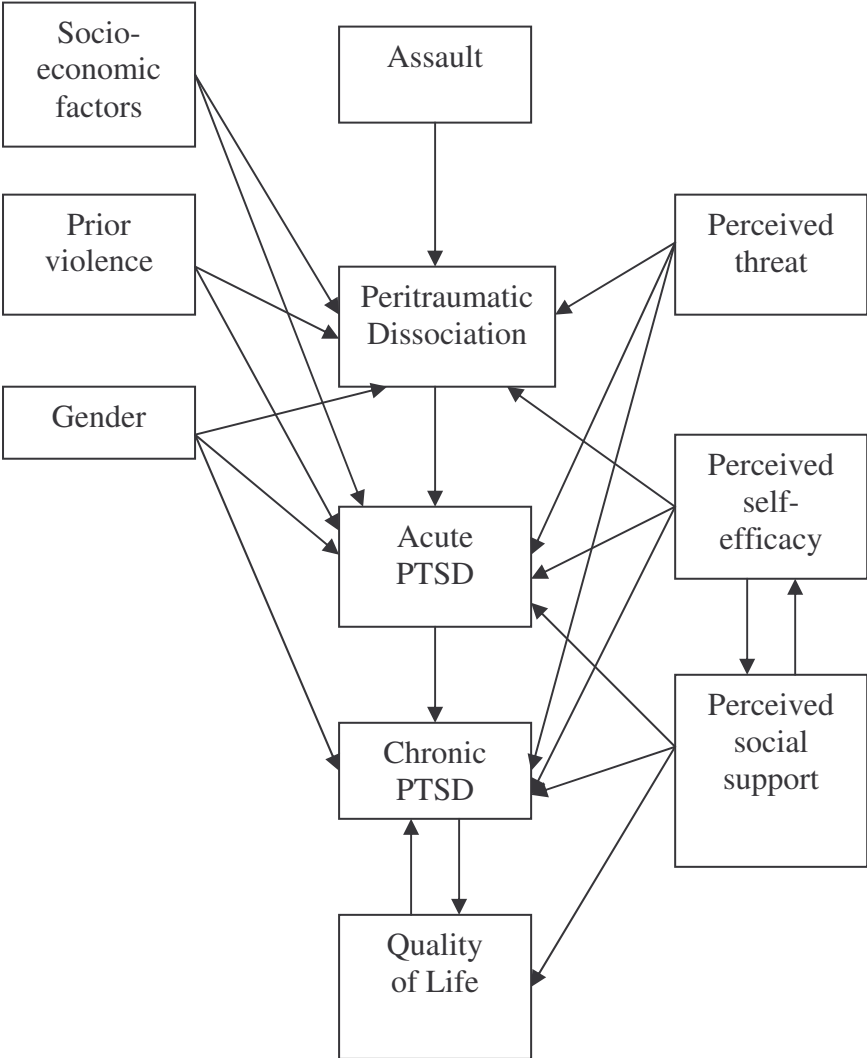 Socio-
economic
factors
Assault
Prior
violence
Perceived
threat
Peritraumatic
Dissociation
Gender
Perceived
self-
efficacy
Acute
PTSD
Perceived
social
support
Chronic
PTSD
Quality
of Life